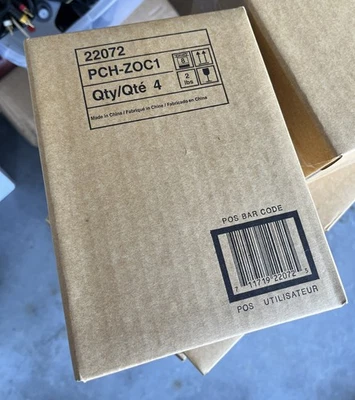 22072
PCH-ZOC1
Qty/Qté 4
2
lbs
Made in China / Fabriqué in Chine / Fabricado en China
POS BAR CODE
7 11719 22072 5
POS UTILISATEUR